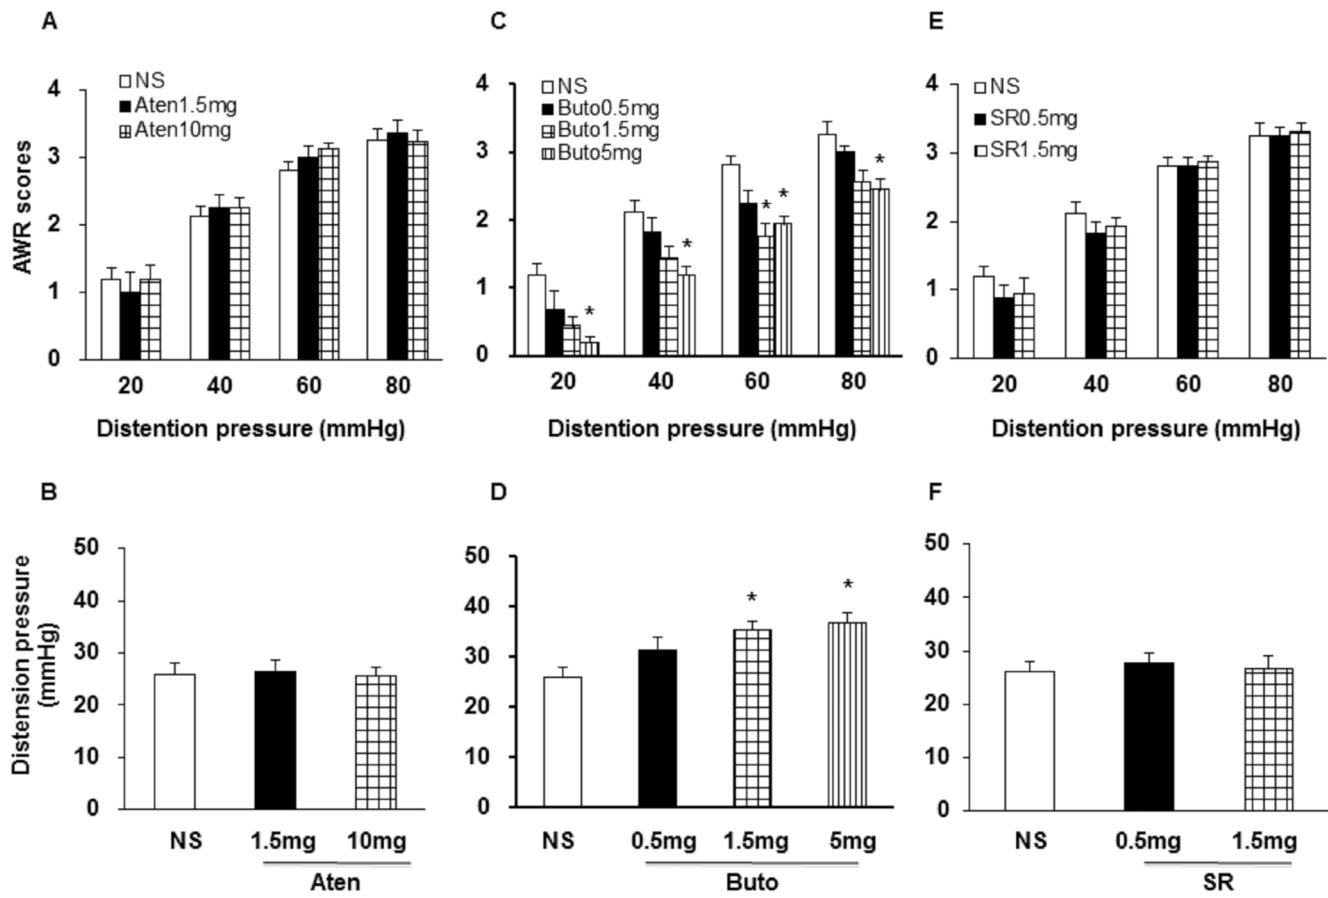 A
NS
Aten1.5mg
Aten10mg
AWR scores
4
3
2
1
0
20 40 60 80
Distention pressure (mmHg)
C
NS
Buto0.5mg
Buto1.5mg
Buto5mg
4
3
2
1
0
* * * * *
20 40 60 80
Distention pressure (mmHg)
E
NS
SR0.5mg
SR1.5mg
4
3
2
1
0
20 40 60 80
Distention pressure (mmHg)
B
Distension pressure
(mmHg)
50
40
30
20
10
0
NS 1.5mg 10mg
Aten
D
50
40
30
20
10
0
* *
NS 0.5mg 1.5mg 5mg
Buto
F
50
40
30
20
10
0
NS 0.5mg 1.5mg
SR